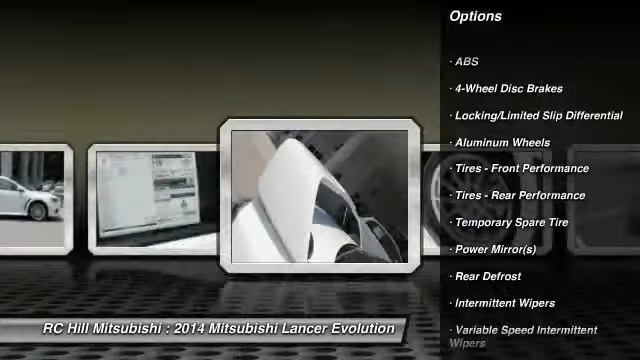 Options
· ABS
· 4-Wheel Disc Brakes
· Locking/Limited Slip Differential
· Aluminum Wheels
· Tires - Front Performance
· Tires - Rear Performance
· Temporary Spare Tire
· Power Mirror(s)
· Rear Defrost
· Intermittent Wipers
· Variable Speed Intermittent
Wipers
RC Hill Mitsubishi : 2014 Mitsubishi Lancer Evolution